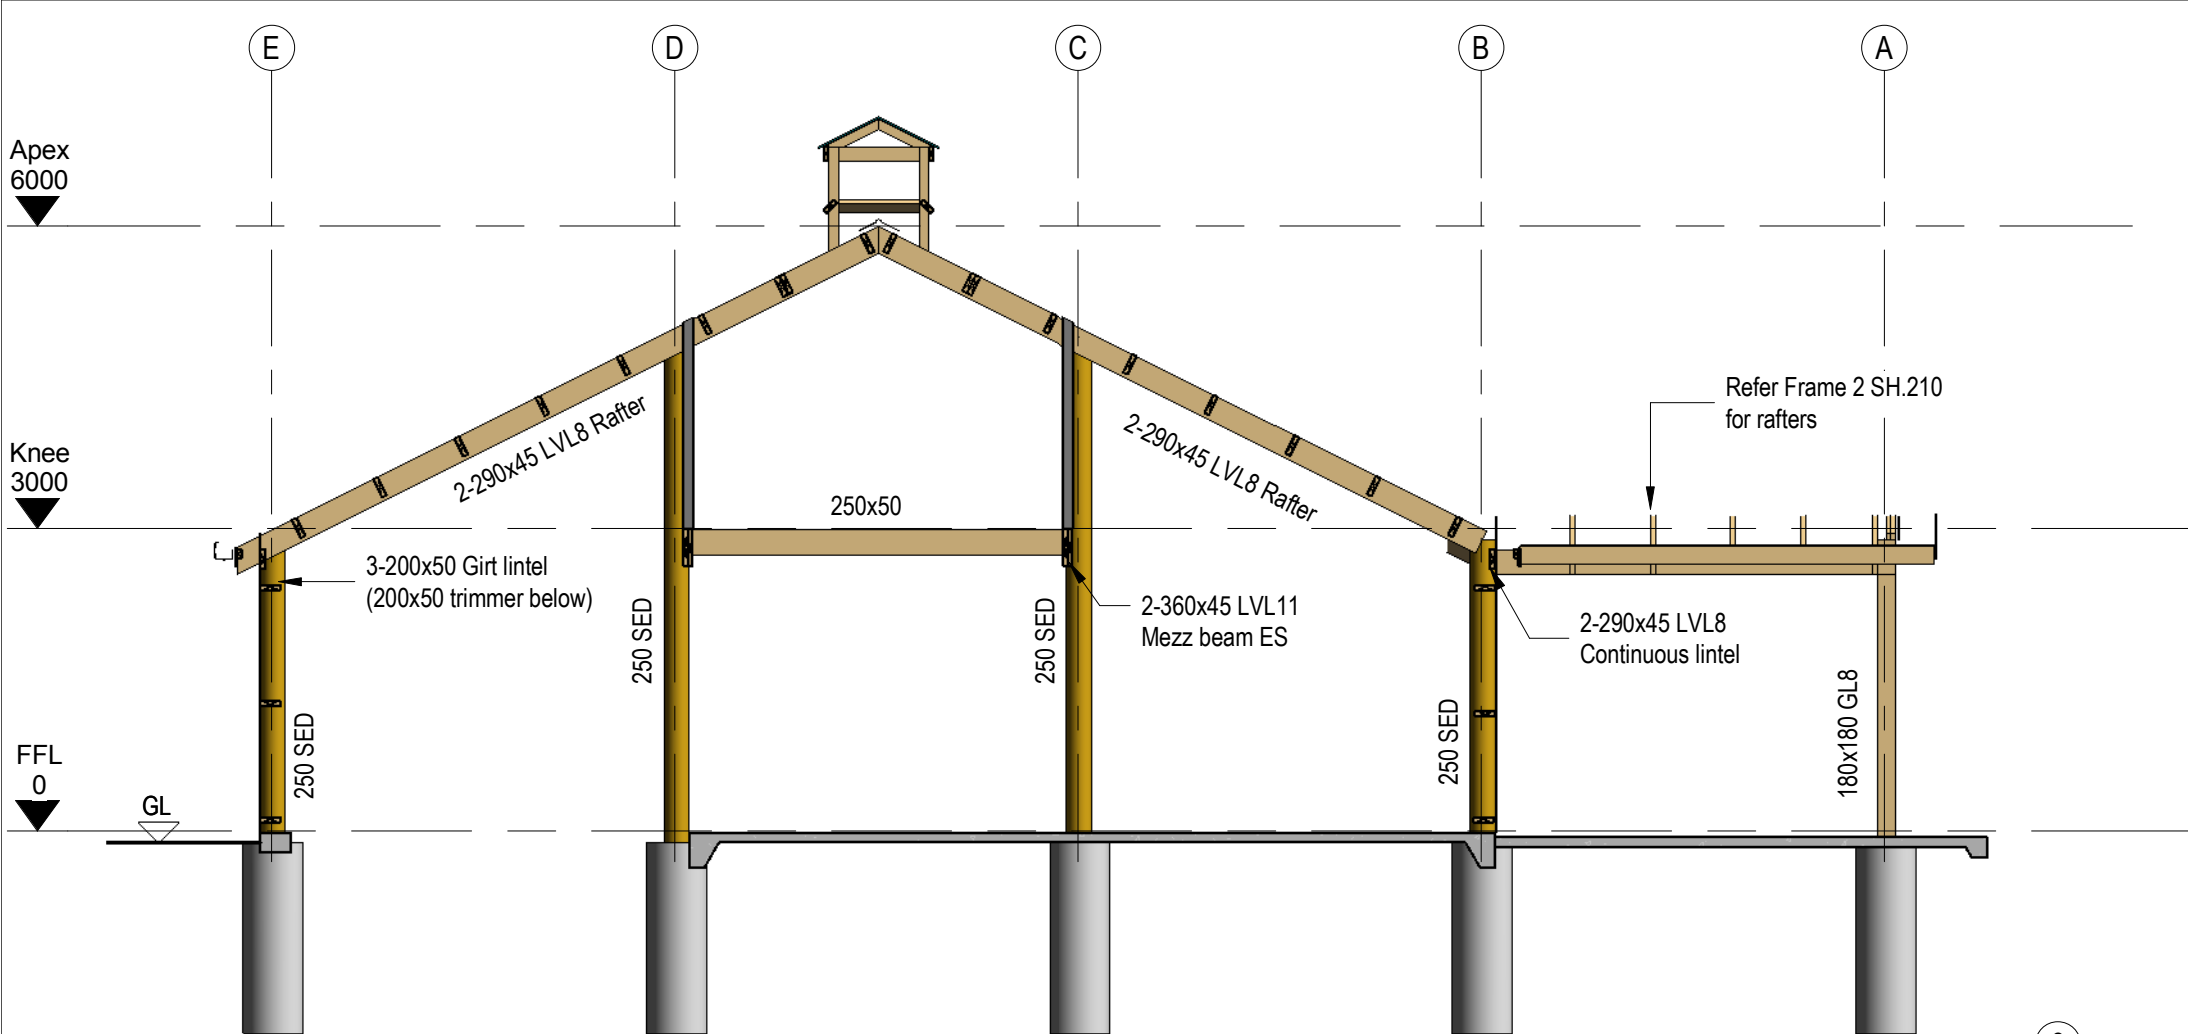 E
D
C
B
A
Apex
6000
Knee
3000
FFL
0
GL
2-290x45 LVL8 Rafter
2-290x45 LVL8 Rafter
250x50
Refer Frame 2 SH.210
for rafters
3-200x50 Girt lintel
(200x50 trimmer below)
2-360x45 LVL11
Mezz beam ES
2-290x45 LVL8
Continuous lintel
250 SED
250 SED
250 SED
250 SED
180x180 GL8